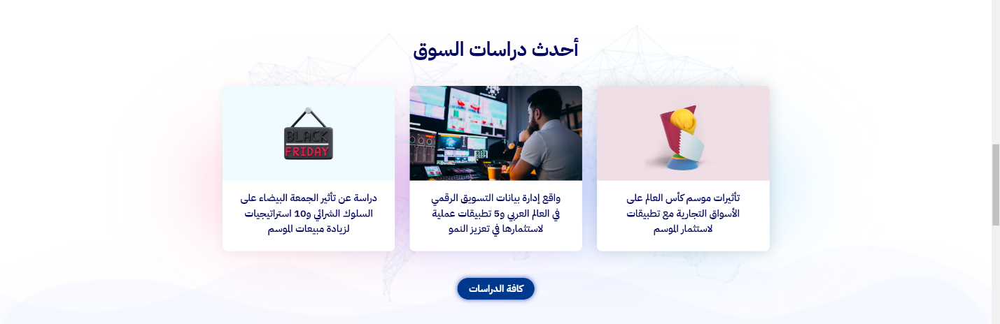 أحدث دراسات السوق
تأثيرات موسم كأس العالم على
الأسواق التجارية مع تطبيقات
لاستثمار الموسم
واقع إدارة بيانات التسويق الرقمي
في العالم العربي و5 تطبيقات عملية
لاستثمارها في تعزيز النمو
BLACK
FRIDAY
دراسة عن تأثير الجمعة البيضاء على
السلوك الشرائي و10 استراتيجيات
لزيادة مبيعات الموسم
كافة الدراسات